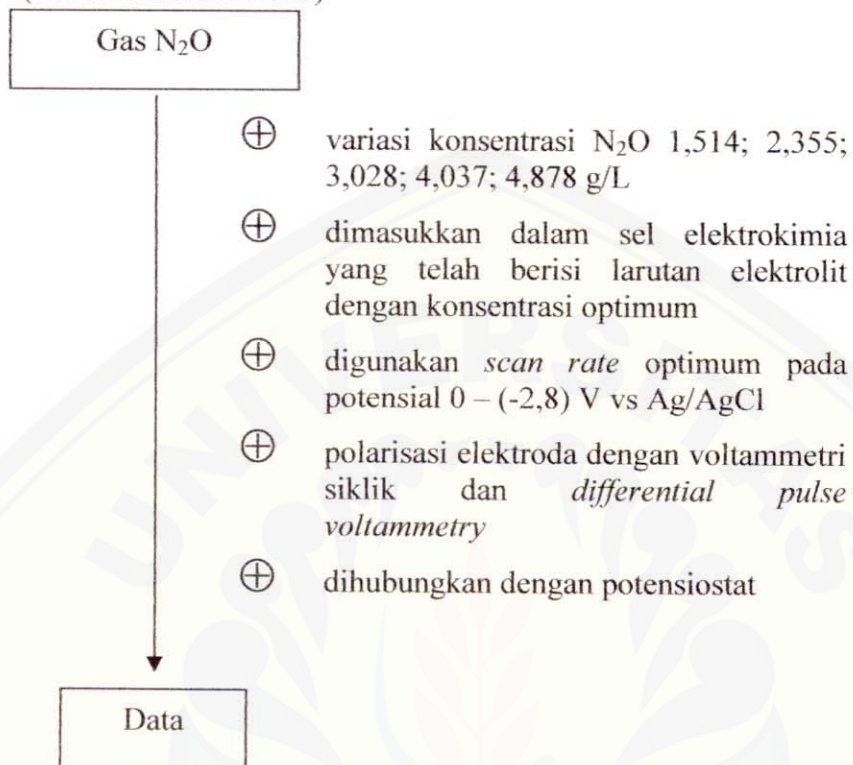 Gas N₂O
⊕ variasi konsentrasi N₂O 1,514; 2,355;
3,028; 4,037; 4,878 g/L
⊕ dimasukkan dalam sel elektrokimia
yang telah berisi larutan elektrolit
dengan konsentrasi optimum
⊕ digunakan scan rate optimum pada
potensial 0 – (-2,8) V vs Ag/AgCl
⊕ polarisasi elektroda dengan voltammetri
siklik dan differential pulse
voltammetry
⊕ dihubungkan dengan potensiostat
Data
UNIVERSITAS